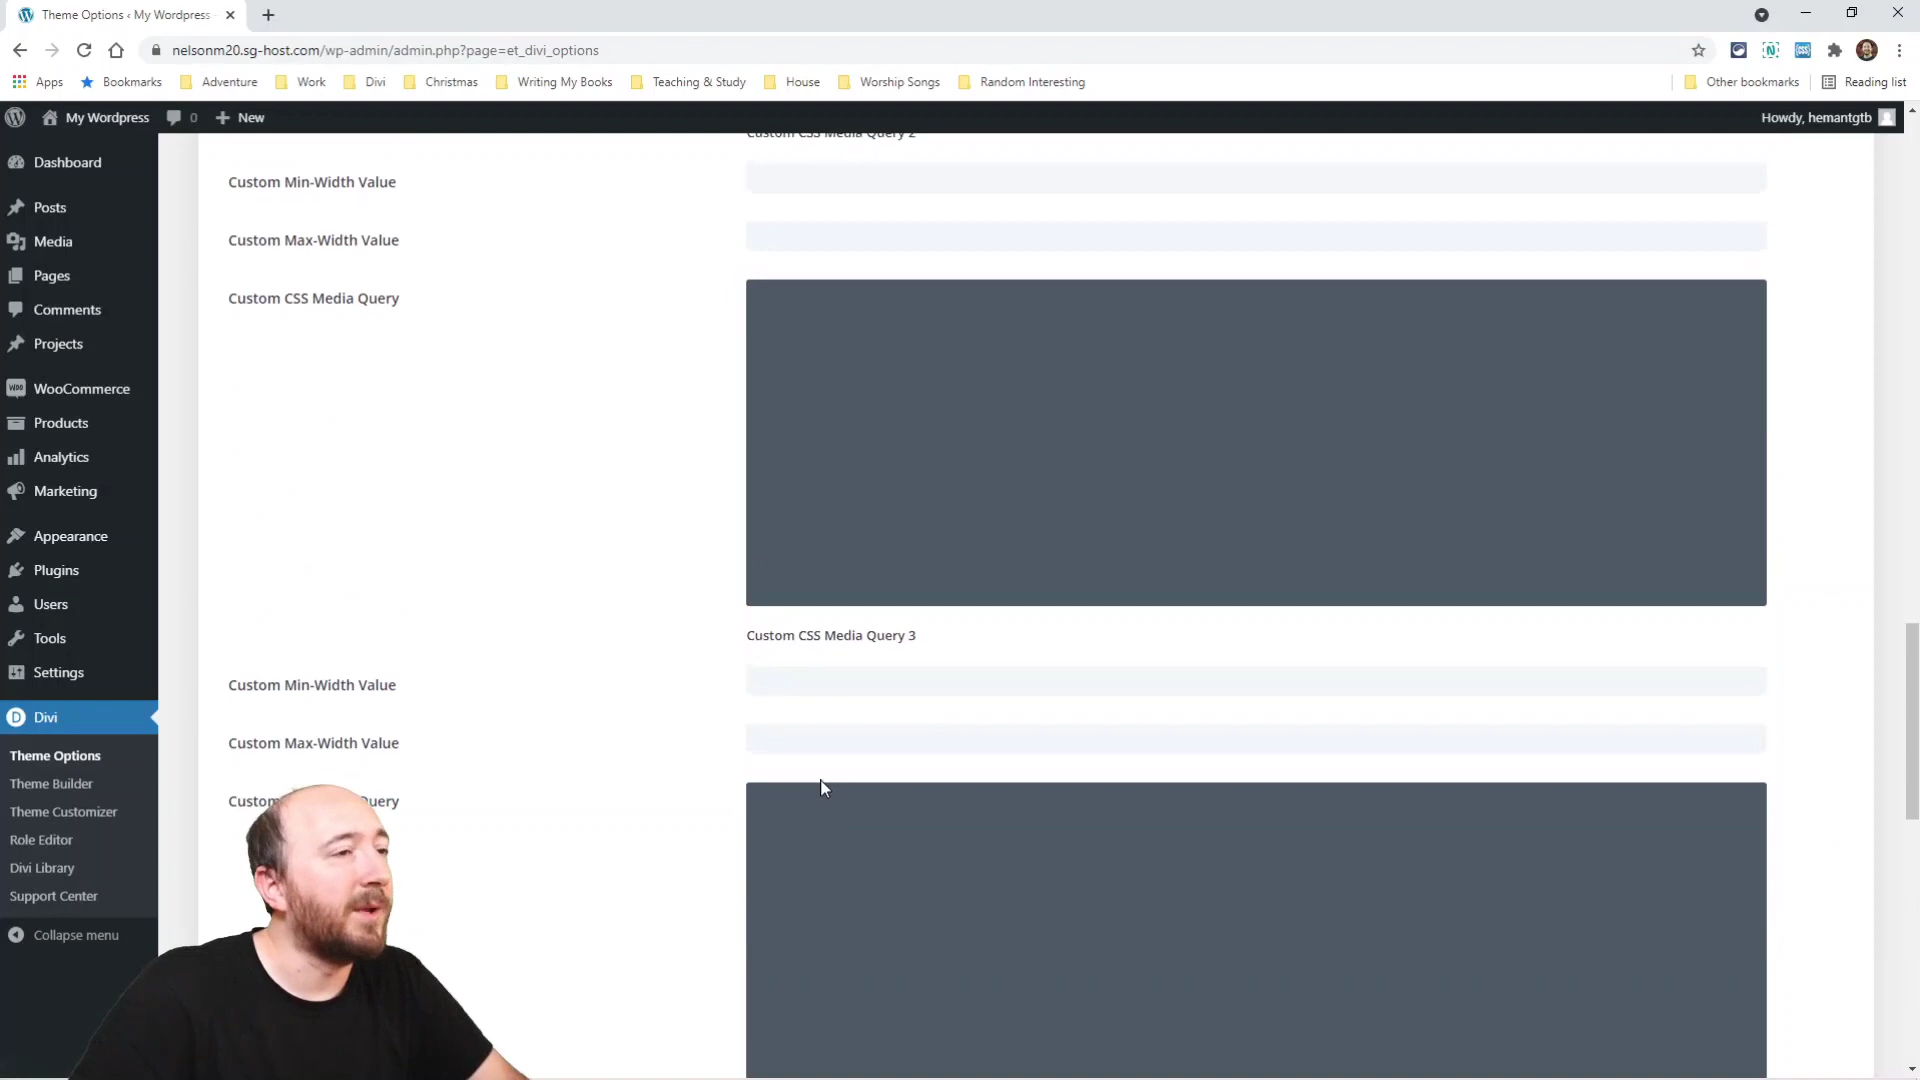 Theme Options ‹ My Wordpress
nelsonm20.sg-host.com/wp-admin/admin.php?page=et_divi_options
Apps Bookmarks Adventure Work Divi Christmas Writing My Books Teaching & Study House Worship Songs Random Interesting Other bookmarks Reading list
My Wordpress 0 New Howdy, hemantgtb
Custom CSS Media Query 2
Dashboard
Posts
Media
Pages
Comments
Projects
WooCommerce
Products
Analytics
Marketing
Appearance
Plugins
Users
Tools
Settings
Divi
Theme Options
Theme Builder
Theme Customizer
Role Editor
Divi Library
Support Center
Collapse menu
Custom Min-Width Value
Custom Max-Width Value
Custom CSS Media Query
Custom CSS Media Query 3
Custom Min-Width Value
Custom Max-Width Value